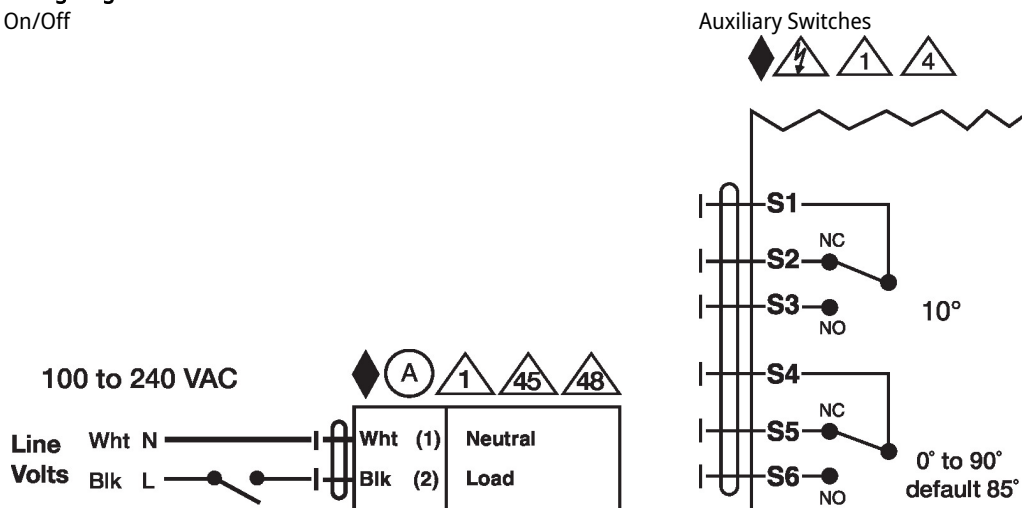 On/Off
Auxiliary Switches
1 4
S1
NC
S2
S3
NO
10°
S4
NC
S5
S6
NO
0° to 90°
default 85°
100 to 240 VAC
A 1 45 48
Line
Volts
Wht N
Wht (1) Neutral
Blk L
Blk (2) Load